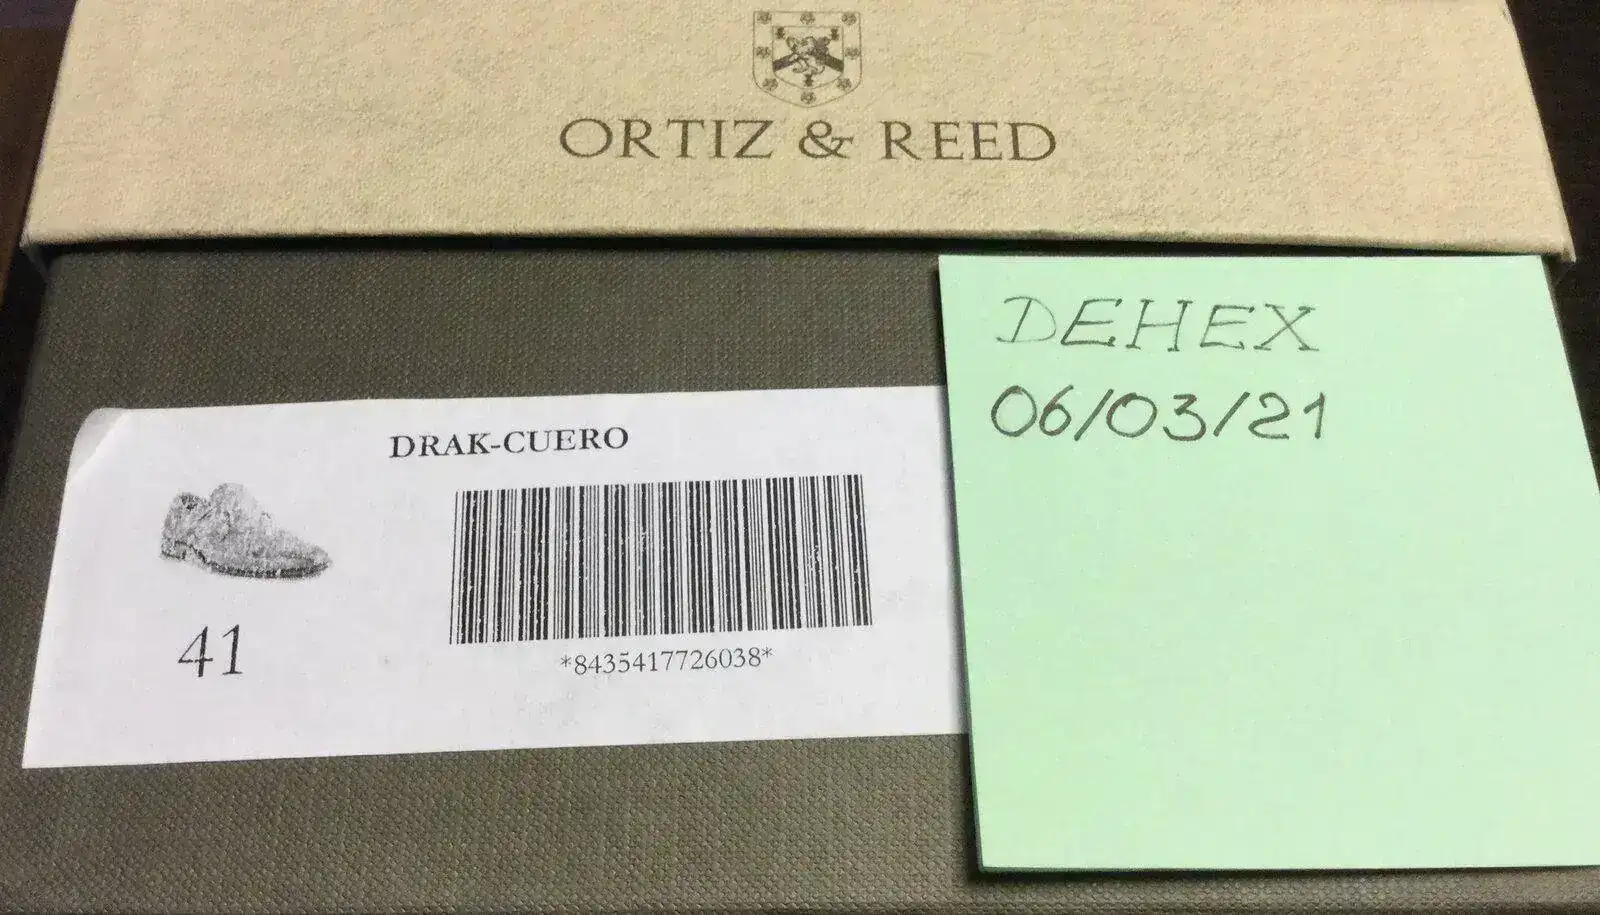 ORTIZ & REED
DEHEX
06/03/21
DRAK-CUERO
41
*8435417726038*